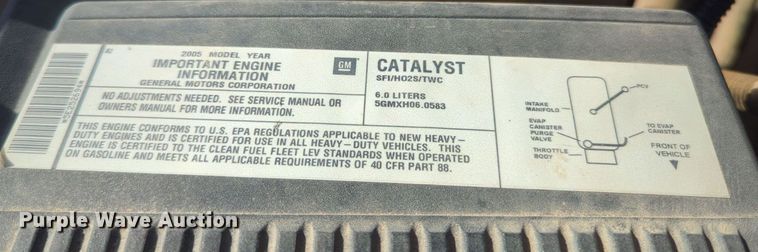 2005 MODEL YEAR
IMPORTANT ENGINE
INFORMATION
GENERAL MOTORS CORPORATION
GM
NO ADJUSTMENTS NEEDED. SEE SERVICE MANUAL OR
OWNERS MANUAL FOR MORE INFORMATION.
CATALYST
SFI/HO2S/TWC
6.0 LITERS
5GMXH06.0583
THIS ENGINE CONFORMS TO U.S. EPA REGULATIONS APPLICABLE TO NEW HEAVY-
DUTY ENGINES AND IS CERTIFIED FOR USE IN ALL HEAVY-DUTY VEHICLES. THIS
ENGINE IS CERTIFIED TO THE CLEAN FUEL FLEET LEV STANDARDS WHEN OPERATED
ON GASOLINE AND MEETS ALL APPLICABLE REQUIREMENTS OF 40 CFR PART 88.
PCV
INTAKE
MANIFOLD
EVAP
CANISTER
PURGE
VALVE
THROTTLE
BODY
TO EVAP
CANISTER
FRONT OF
VEHICLE
Purple Wave Auction